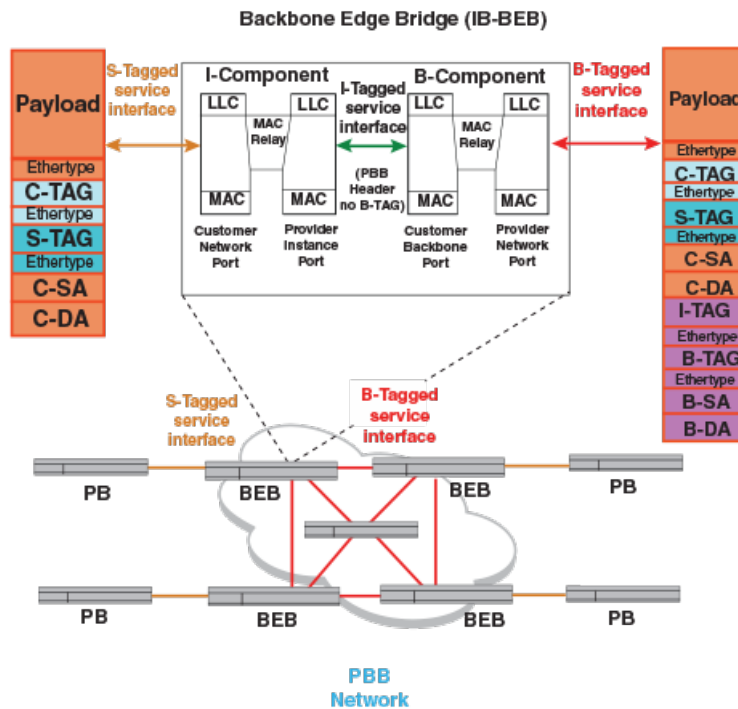 Backbone Edge Bridge (IB-BEB)
Payload
Ethertype
C-TAG
Ethertype
S-TAG
Ethertype
C-SA
C-DA
S-Tagged
service
interface
I-Component
LLC
LLC
MAC
Relay
MAC
MAC
Customer
Network
Port
Provider
Instance
Port
I-Tagged
service
interface
(PBB
Header
no B-TAG)
B-Component
LLC
LLC
MAC
Relay
MAC
MAC
Customer
Backbone
Port
Provider
Network
Port
B-Tagged
service
interface
Payload
Ethertype
C-TAG
Ethertype
S-TAG
Ethertype
C-SA
C-DA
I-TAG
Ethertype
B-TAG
Ethertype
B-SA
B-DA
S-Tagged
service
interface
B-Tagged
service
interface
PB
BEB
BEB
PB
PB
BEB
BEB
PB
PBB
Network